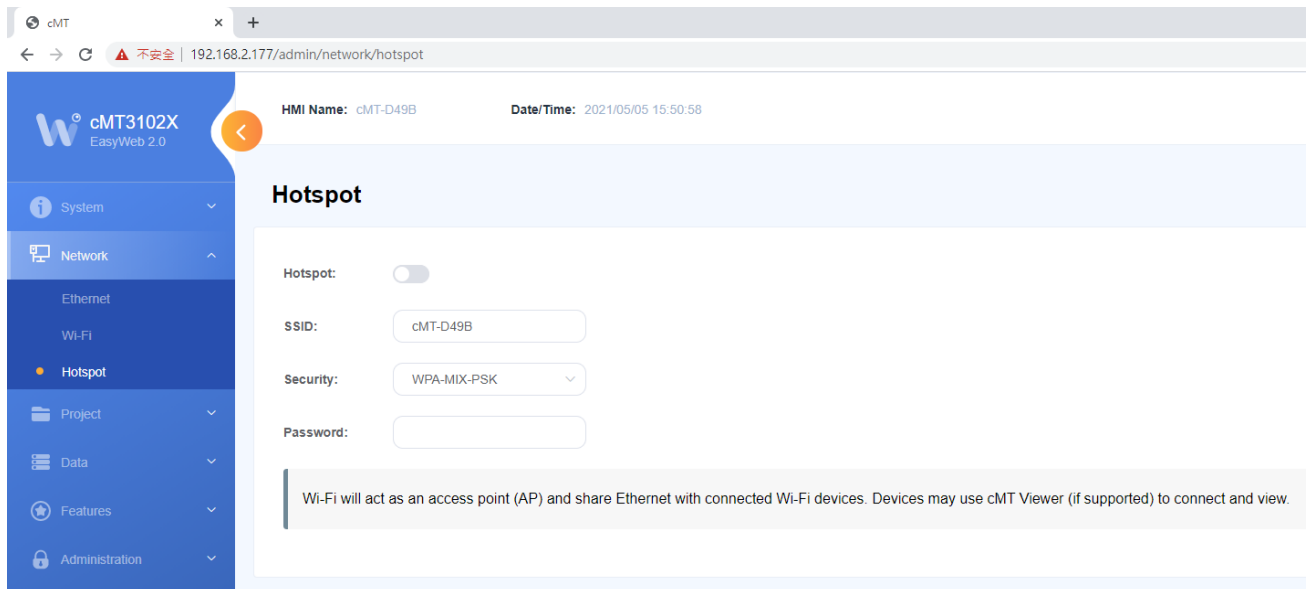 cMT
不安全 | 192.168.2.177/admin/network/hotspot
cMT3102X
EasyWeb 2.0
HMI Name: cMT-D49B Date/Time: 2021/05/05 15:50:58
System
Network
Ethernet
Wi-Fi
Hotspot
Project
Data
Features
Administration
Hotspot
Hotspot:
SSID: cMT-D49B
Security: WPA-MIX-PSK
Password:
Wi-Fi will act as an access point (AP) and share Ethernet with connected Wi-Fi devices. Devices may use cMT Viewer (if supported) to connect and view.